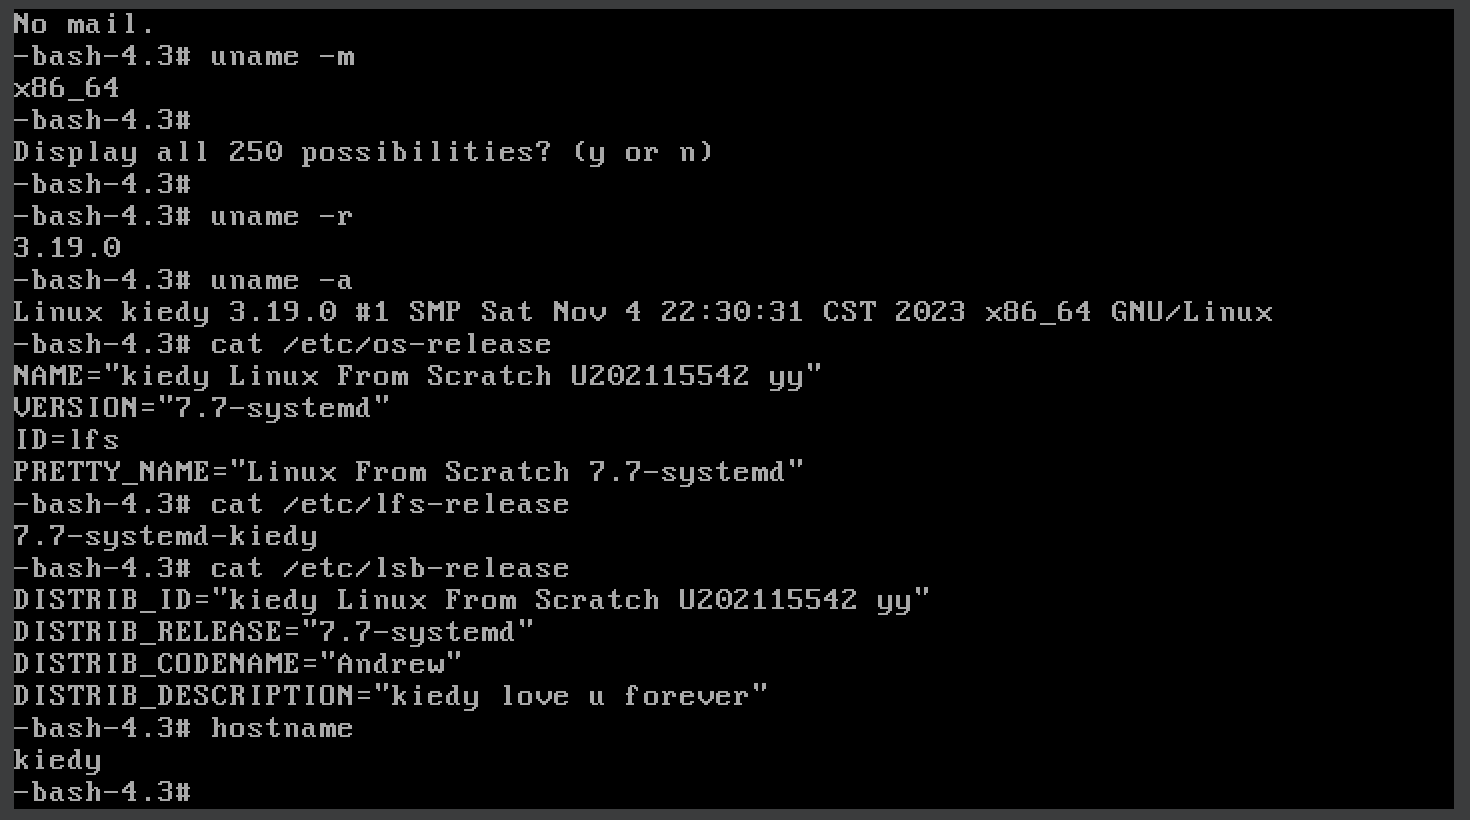 No mail.
-bash-4.3# uname -m
x86_64
-bash-4.3#
Display all 250 possibilities? (y or n)
-bash-4.3#
-bash-4.3# uname -r
3.19.0
-bash-4.3# uname -a
Linux kiedy 3.19.0 #1 SMP Sat Nov 4 22:30:31 CST 2023 x86_64 GNU/Linux
-bash-4.3# cat /etc/os-release
NAME="kiedy Linux From Scratch U202115542 yy"
VERSION="7.7-systemd"
ID=lfs
PRETTY_NAME="Linux From Scratch 7.7-systemd"
-bash-4.3# cat /etc/lfs-release
7.7-systemd-kiedy
-bash-4.3# cat /etc/lsb-release
DISTRIB_ID="kiedy Linux From Scratch U202115542 yy"
DISTRIB_RELEASE="7.7-systemd"
DISTRIB_CODENAME="Andrew"
DISTRIB_DESCRIPTION="kiedy love u forever"
-bash-4.3# hostname
kiedy
-bash-4.3#